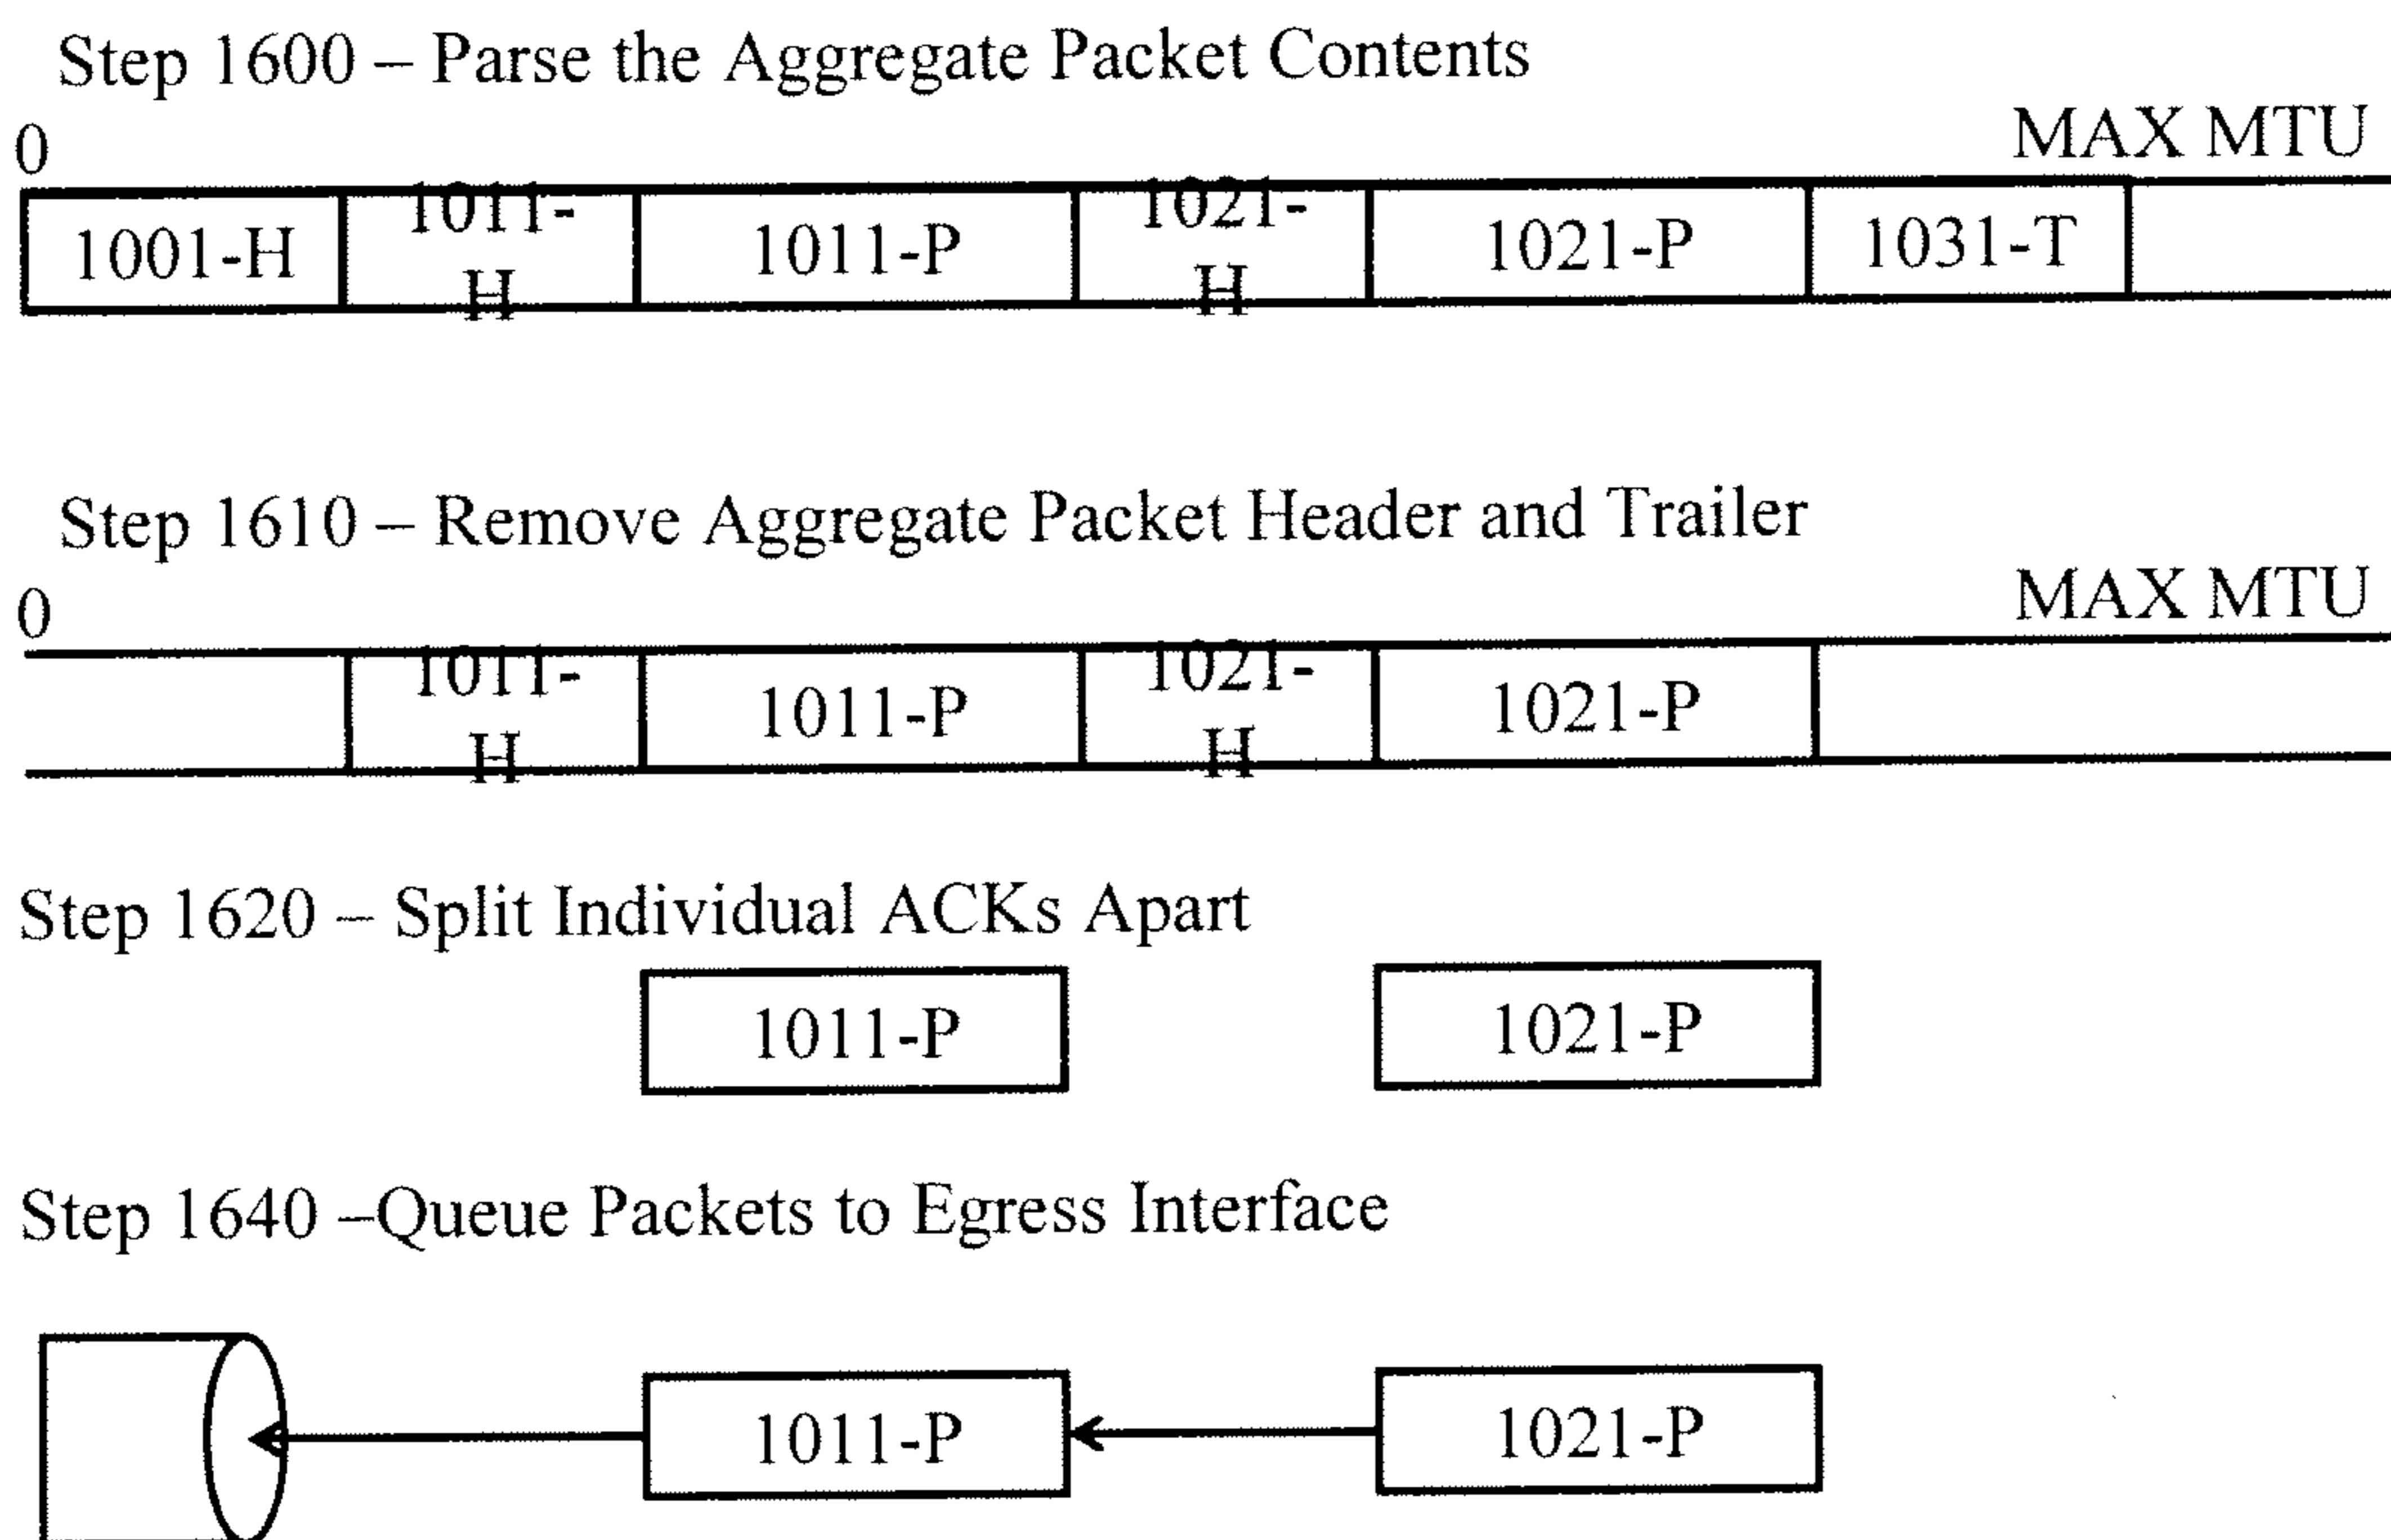 Step 1600 – Parse the Aggregate Packet Contents
0 MAX MTU
1001-H 1011-H 1011-P 1021-H 1021-P 1031-T
Step 1610 – Remove Aggregate Packet Header and Trailer
0 MAX MTU
1011-H 1011-P 1021-H 1021-P
Step 1620 – Split Individual ACKs Apart
1011-P 1021-P
Step 1640 –Queue Packets to Egress Interface
1011-P 1021-P